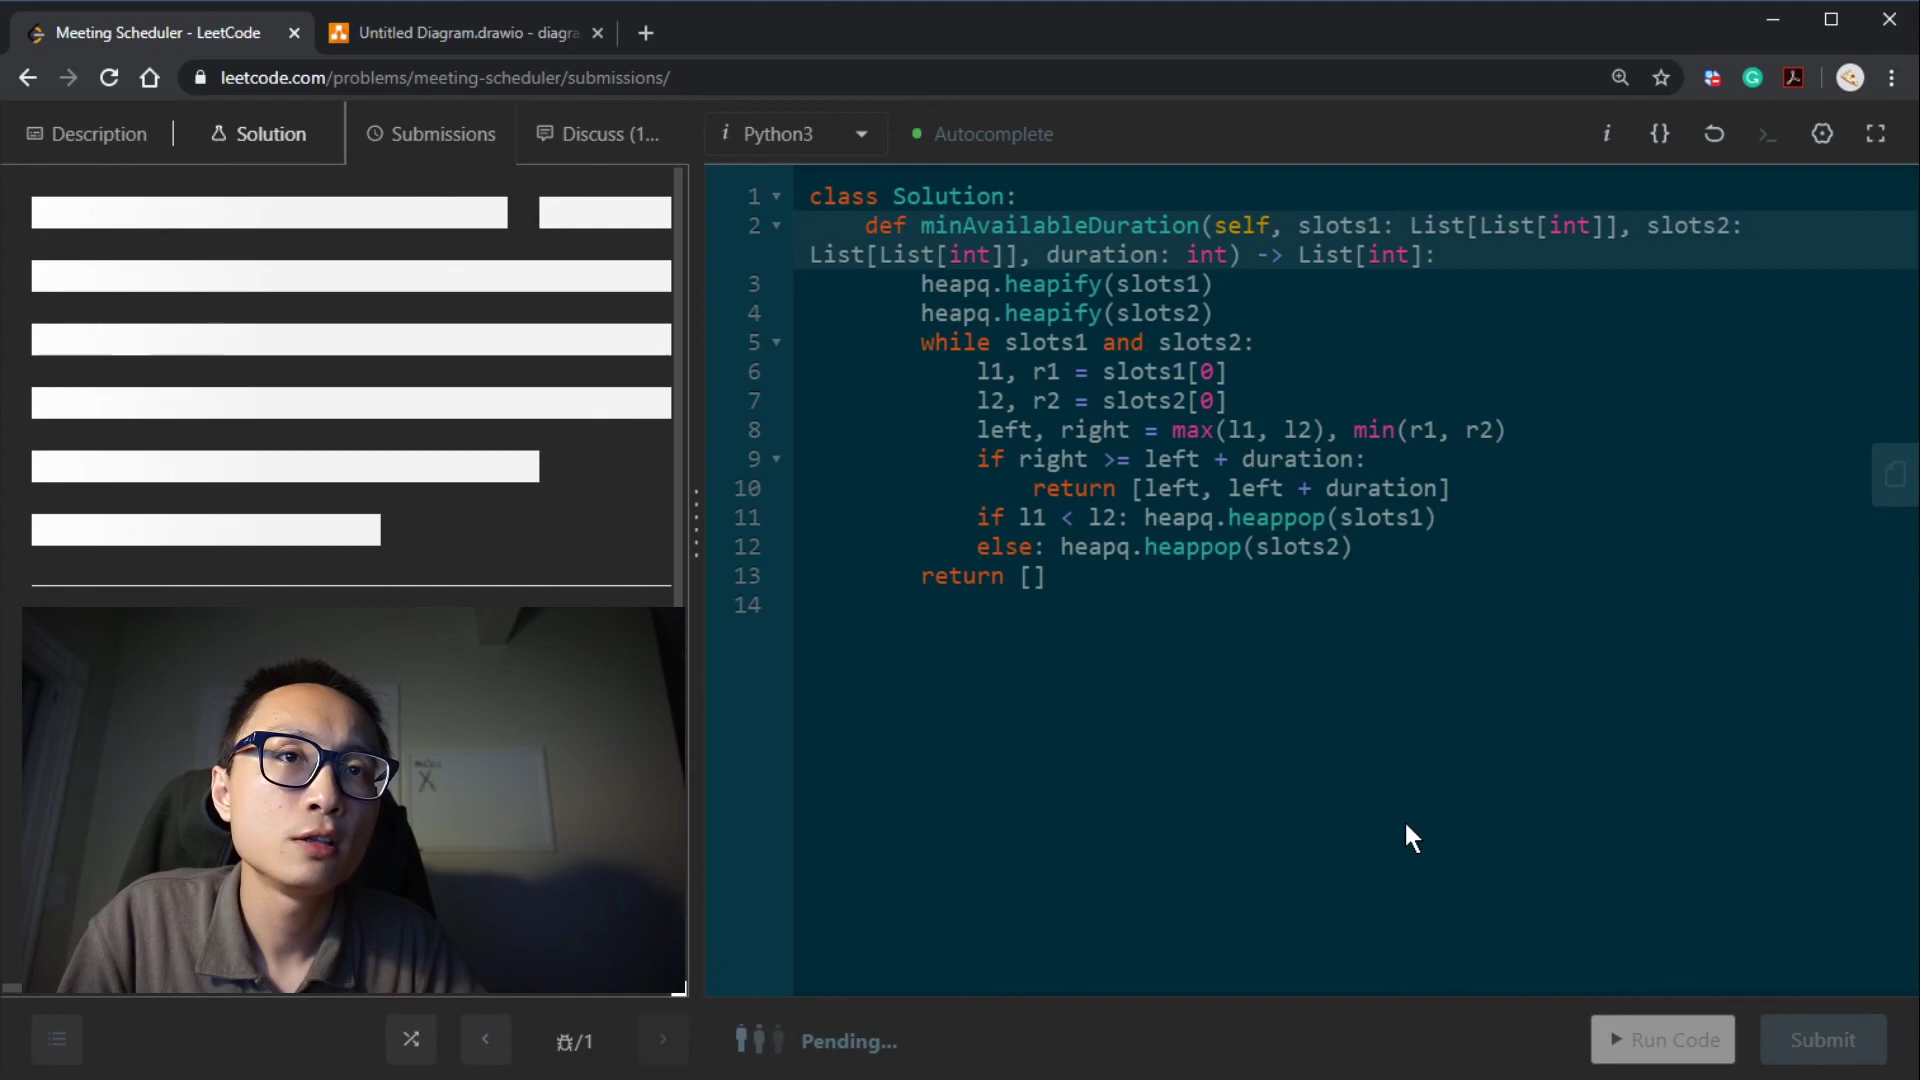 Meeting Scheduler - LeetCode
Untitled Diagram.drawio - diagra
leetcode.com/problems/meeting-scheduler/submissions/
Description
Solution
Submissions
Discuss (1...
i Python3
Autocomplete
i {}
1 class Solution:
2 def minAvailableDuration(self, slots1: List[List[int]], slots2:
List[List[int]], duration: int) -> List[int]:
3 heapq.heapify(slots1)
4 heapq.heapify(slots2)
5 while slots1 and slots2:
6 l1, r1 = slots1[0]
7 l2, r2 = slots2[0]
8 left, right = max(l1, l2), min(r1, r2)
9 if right >= left + duration:
10 return [left, left + duration]
11 if l1 < l2: heapq.heappop(slots1)
12 else: heapq.heappop(slots2)
13 return []
14
X
/1
Pending...
Run Code
Submit